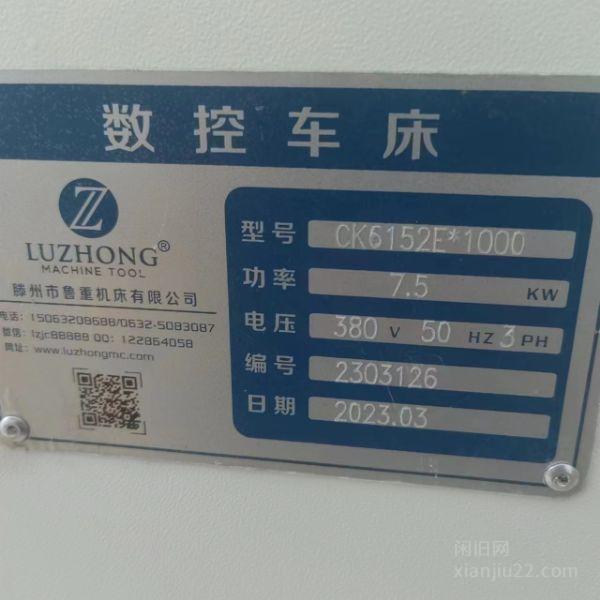 数控车床
Z
LUZHONG®
MACHINE TOOL
滕州市鲁重机床有限公司
电话：15063208688/0632-5083087
微信：lzjc88888 QQ：122864058
网址：www.luzhongmc.com
型号 CK6152E*1000
功率 7.5 KW
电压 380 V 50 HZ 3 PH
编号 2303126
日期 2023.03
闲旧网
xianjiu22.com